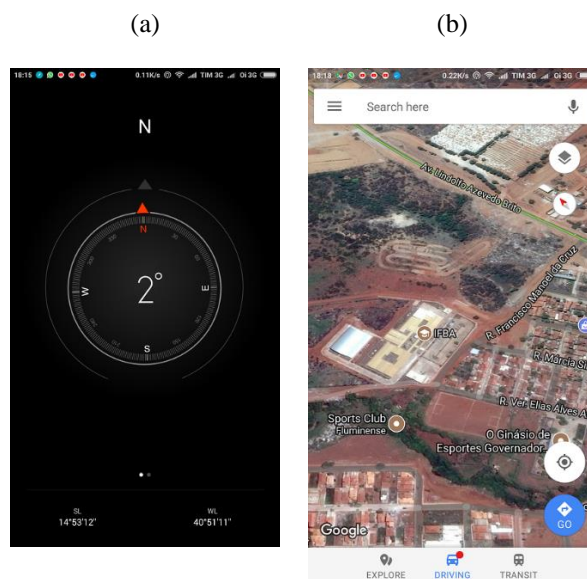 (a)
(b)
18:15
0.11K/s
TIM 3G
Oi 3G
N
N
W
E
S
2°
SL
14°53'12"
WL
40°51'11"
18:18
0.22K/s
TIM 3G
Oi 3G
Search here
Av. Lindolfo Azevedo Brito
R. Francisco Manoel da Cruz
IFBA
R. Márcia Si
R. Ver. Elias Alves A
Sports Club
Fluminense
O Ginásio de
Esportes Governador
Google
GO
EXPLORE
DRIVING
TRANSIT